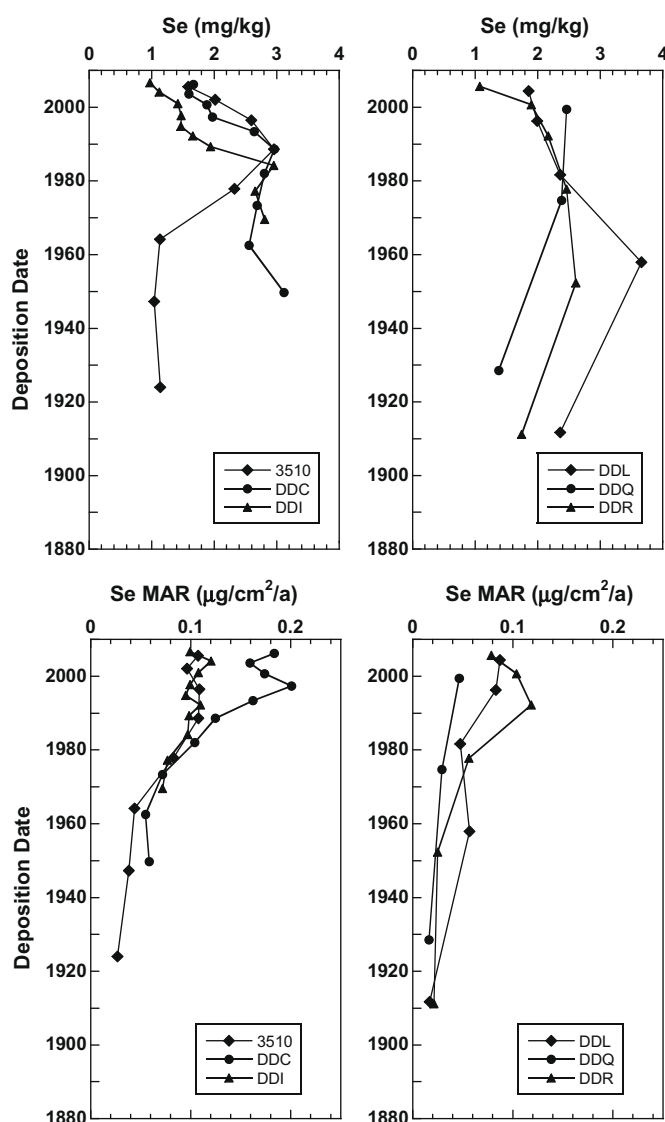 Se (mg/kg)
0 1 2 3 4
2000
1980
1960
1940
1920
1900
1880
Deposition Date
3510
DDC
DDI
Se (mg/kg)
0 1 2 3 4
2000
1980
1960
1940
1920
1900
1880
DDL
DDQ
DDR
Se MAR (µg/cm²/a)
0 0.1 0.2
2000
1980
1960
1940
1920
1900
1880
Deposition Date
3510
DDC
DDI
Se MAR (µg/cm²/a)
0 0.1 0.2
2000
1980
1960
1940
1920
1900
1880
DDL
DDQ
DDR